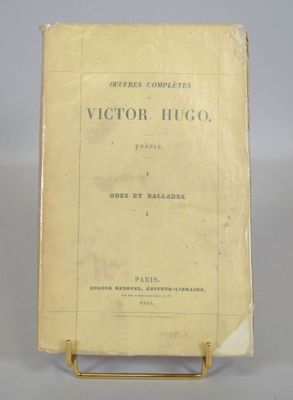 OEUVRES COMPLÈTES
VICTOR HUGO.
poésie.
I
ODES ET BALLADES.
I.
PARIS.
EUGÈNE RENDUEL, ÉDITEUR-LIBRAIRE,